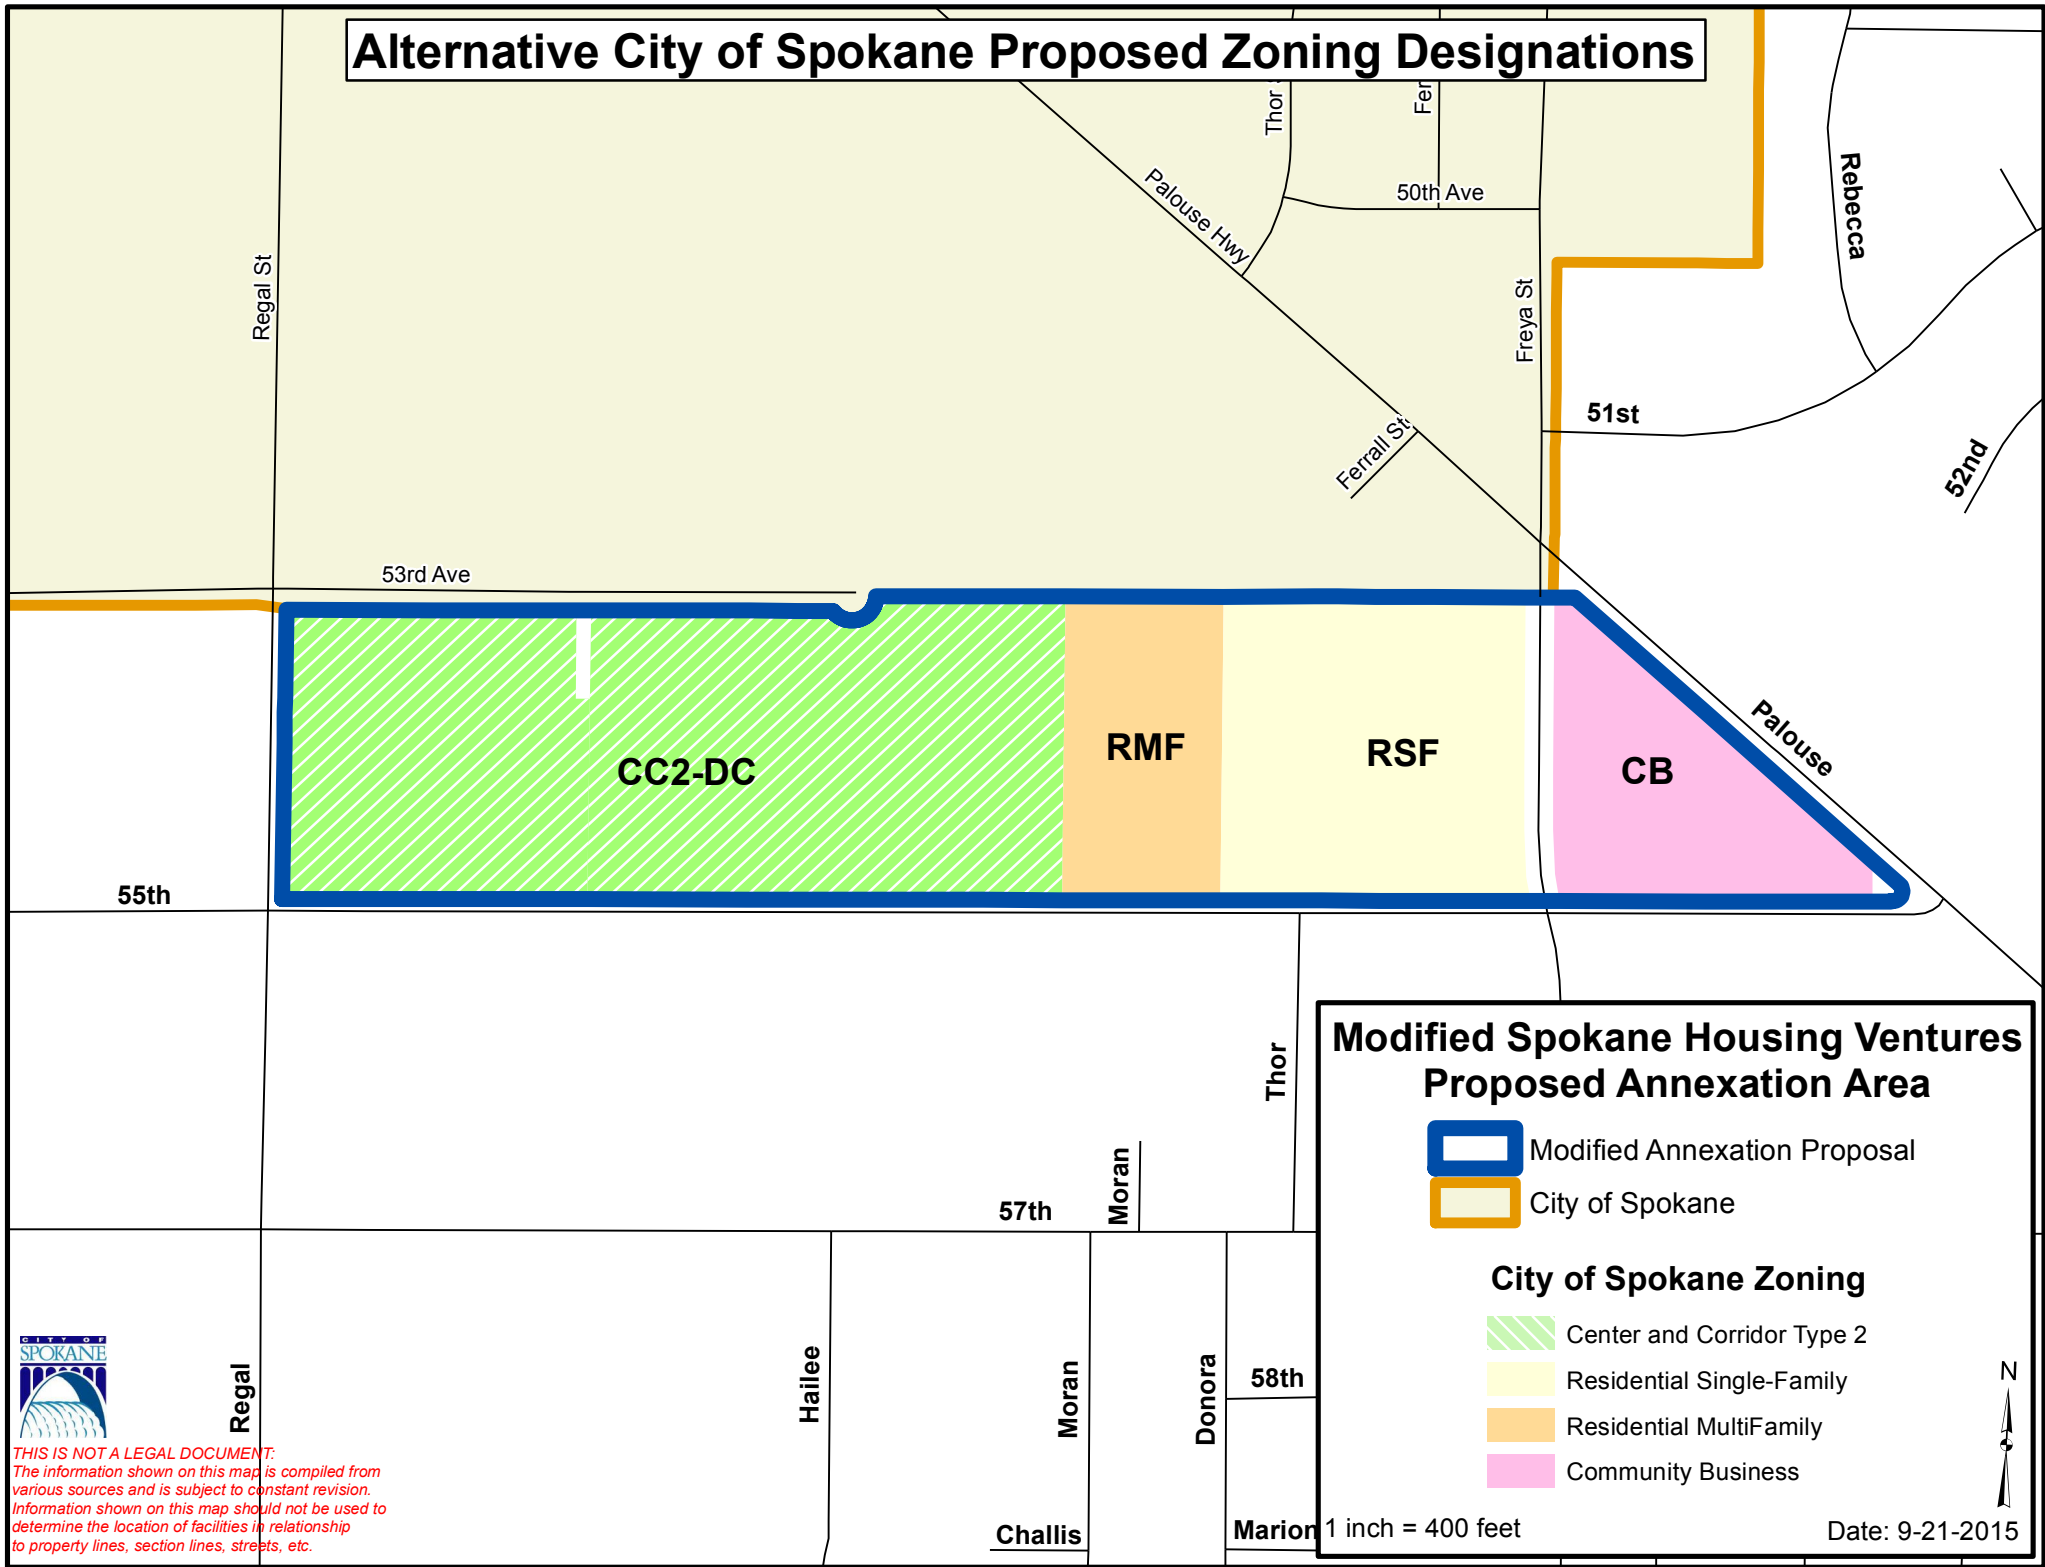 Alternative City of Spokane Proposed Zoning Designations
Thor
Fer
Palouse Hwy
50th Ave
Rebecca
Regal St
Freya St
51st
Ferrall St
52nd
53rd Ave
CC2-DC
RMF
RSF
CB
Palouse
55th
Thor
Moran
57th
Regal
Hailee
Moran
Donora
58th
Challis
Marion
Modified Spokane Housing Ventures
Proposed Annexation Area
Modified Annexation Proposal
City of Spokane
City of Spokane Zoning
Center and Corridor Type 2
Residential Single-Family
Residential MultiFamily
Community Business
N
1 inch = 400 feet
Date: 9-21-2015
CITY OF
SPOKANE
THIS IS NOT A LEGAL DOCUMENT:
The information shown on this map is compiled from
various sources and is subject to constant revision.
Information shown on this map should not be used to
determine the location of facilities in relationship
to property lines, section lines, streets, etc.